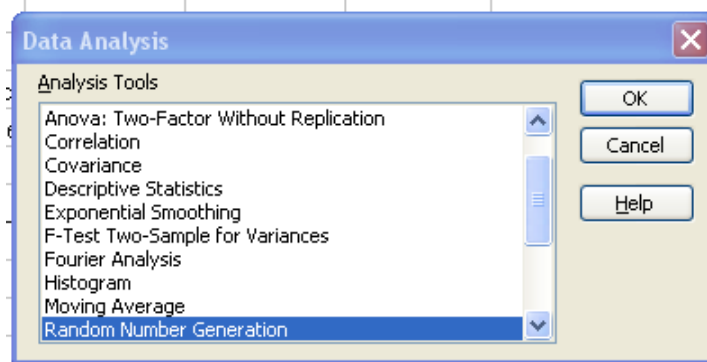 Data Analysis
Analysis Tools
Anova: Two-Factor Without Replication
Correlation
Covariance
Descriptive Statistics
Exponential Smoothing
F-Test Two-Sample for Variances
Fourier Analysis
Histogram
Moving Average
Random Number Generation
OK
Cancel
Help